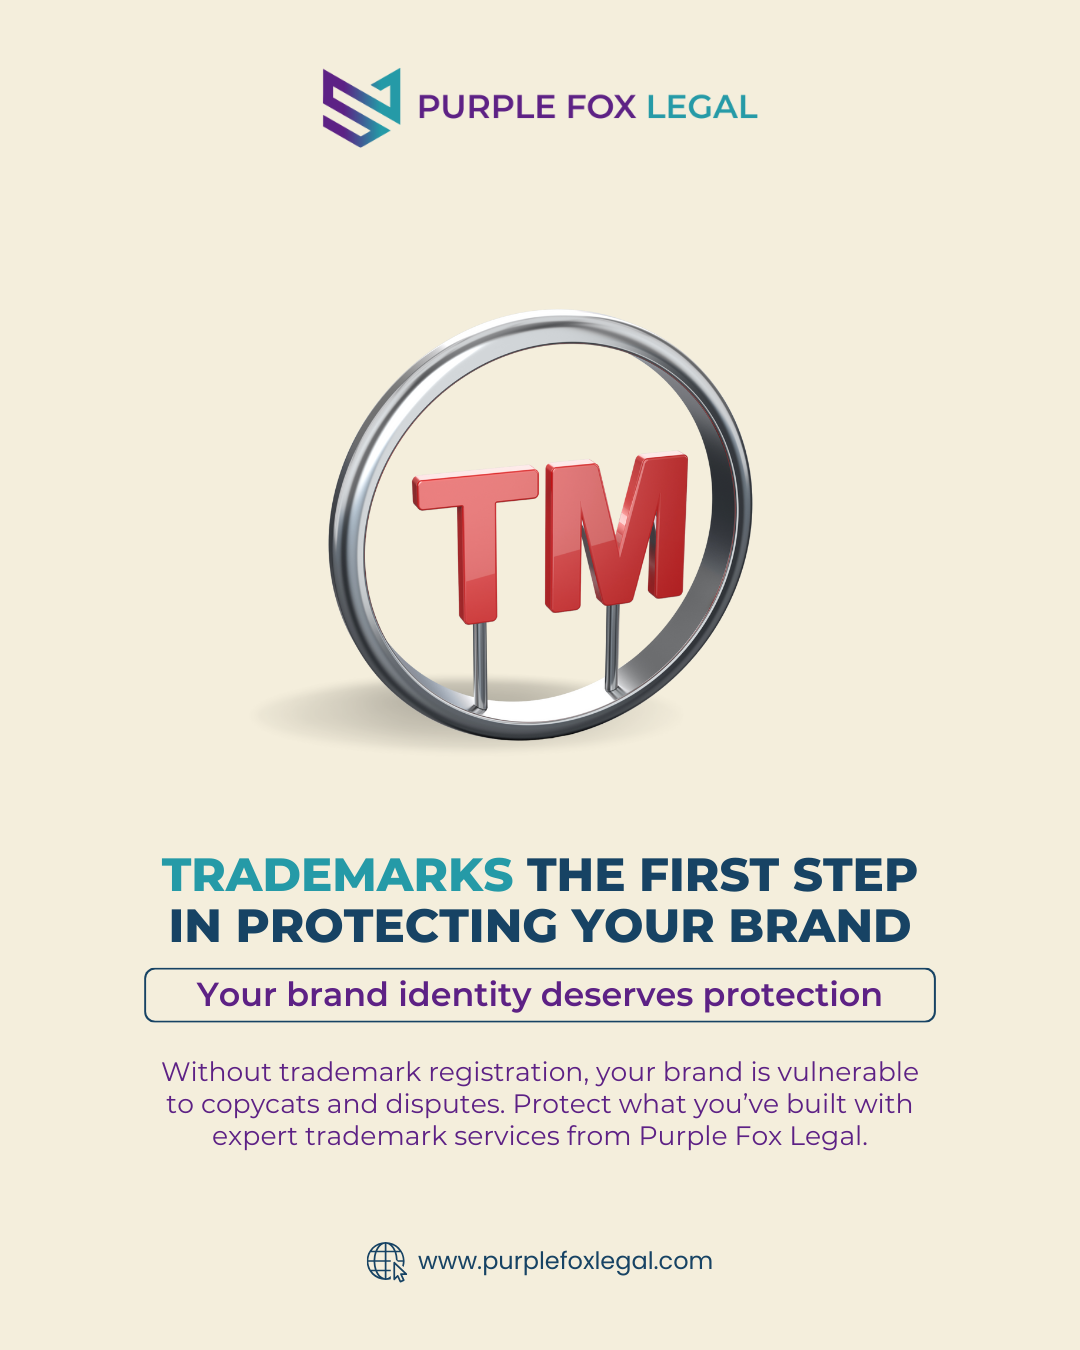 PURPLE FOX LEGAL
TM
TRADEMARKS THE FIRST STEP
IN PROTECTING YOUR BRAND
Your brand identity deserves protection
Without trademark registration, your brand is vulnerable
to copycats and disputes. Protect what you’ve built with
expert trademark services from Purple Fox Legal.
www.purplefoxlegal.com